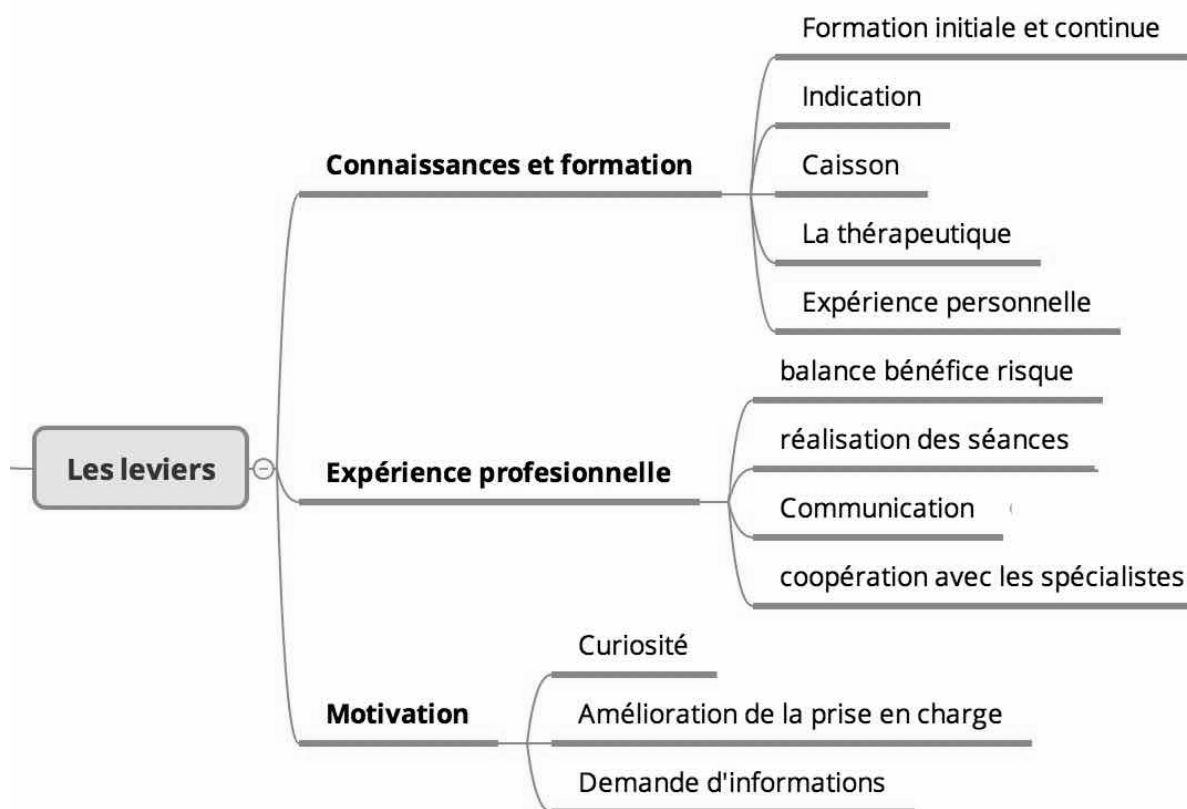 Les leviers
Connaissances et formation
Formation initiale et continue
Indication
Caisson
La thérapeutique
Expérience personnelle
Expérience profesionnelle
balance bénéfice risque
réalisation des séances
Communication
coopération avec les spécialistes
Motivation
Curiosité
Amélioration de la prise en charge
Demande d'informations